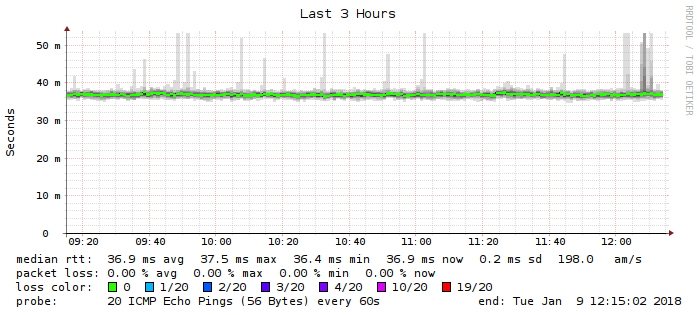 Last 3 Hours
RRDTOOL / TOBI OETIKER
Seconds
50 m
40 m
30 m
20 m
10 m
0
09:20 09:40 10:00 10:20 10:40 11:00 11:20 11:40 12:00
median rtt: 36.9 ms avg 37.5 ms max 36.4 ms min 36.9 ms now 0.2 ms sd 198.0 am/s
packet loss: 0.00 % avg 0.00 % max 0.00 % min 0.00 % now
loss color: 0 1/20 2/20 3/20 4/20 10/20 19/20
probe: 20 ICMP Echo Pings (56 Bytes) every 60s end: Tue Jan 9 12:15:02 2018